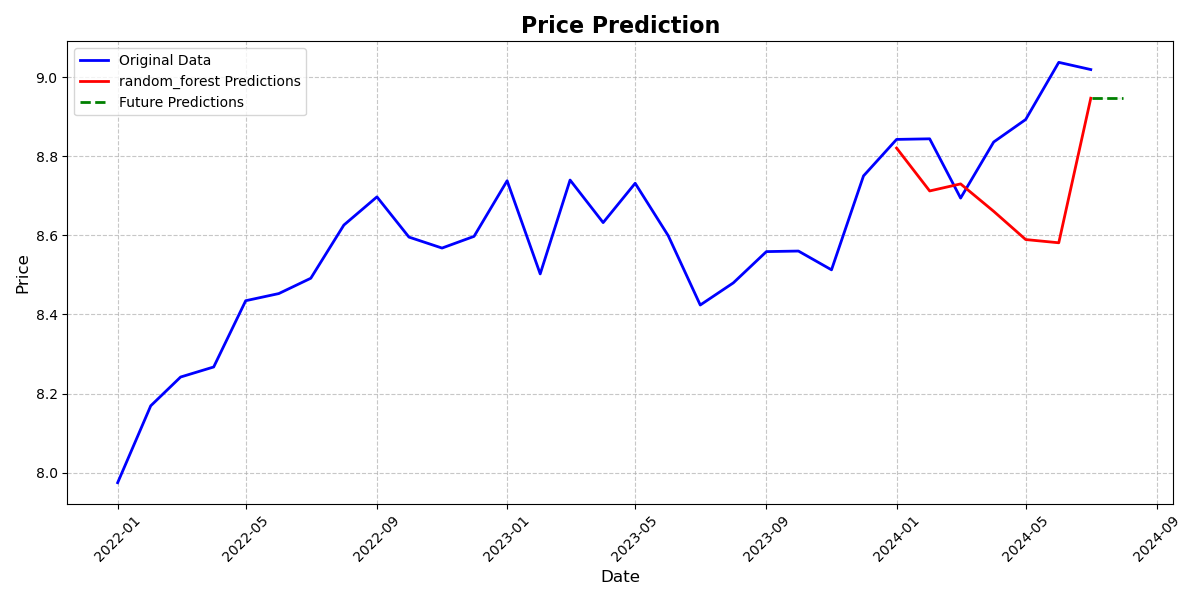 Price Prediction
Original Data
random_forest Predictions
Future Predictions
Price
9.0
8.8
8.6
8.4
8.2
8.0
2022-01
2022-05
2022-09
2023-01
2023-05
2023-09
2024-01
2024-05
2024-09
Date